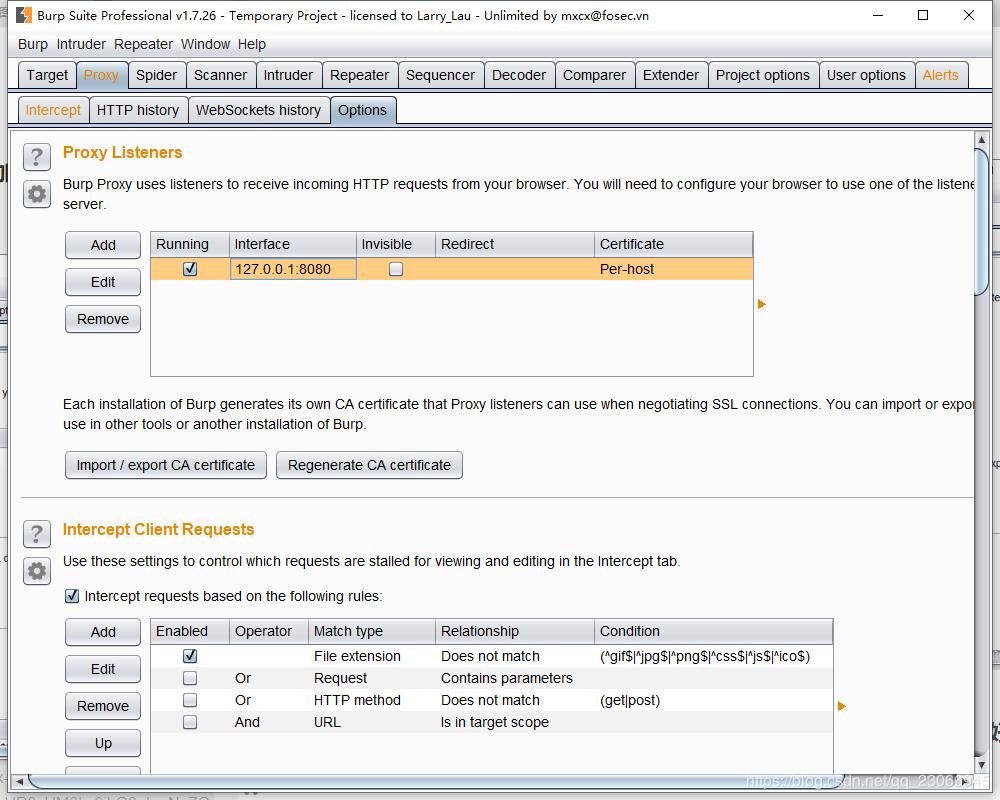 Burp Suite Professional v1.7.26 - Temporary Project - licensed to Larry_Lau - Unlimited by mxcx@fosec.vn
Burp Intruder Repeater Window Help
Target Proxy Spider Scanner Intruder Repeater Sequencer Decoder Comparer Extender Project options User options Alerts
Intercept HTTP history WebSockets history Options
? Proxy Listeners
Burp Proxy uses listeners to receive incoming HTTP requests from your browser. You will need to configure your browser to use one of the listene
server.
Add Running Interface Invisible Redirect Certificate
127.0.0.1:8080 Per-host
Edit
Remove
Each installation of Burp generates its own CA certificate that Proxy listeners can use when negotiating SSL connections. You can import or expor
use in other tools or another installation of Burp.
Import / export CA certificate Regenerate CA certificate
? Intercept Client Requests
Use these settings to control which requests are stalled for viewing and editing in the Intercept tab.
Intercept requests based on the following rules:
Add Enabled Operator Match type Relationship Condition
File extension Does not match (^gif$|^jpg$|^png$|^css$|^js$|^ico$)
Edit Or Request Contains parameters
Remove Or HTTP method Does not match (get|post)
And URL Is in target scope
Up